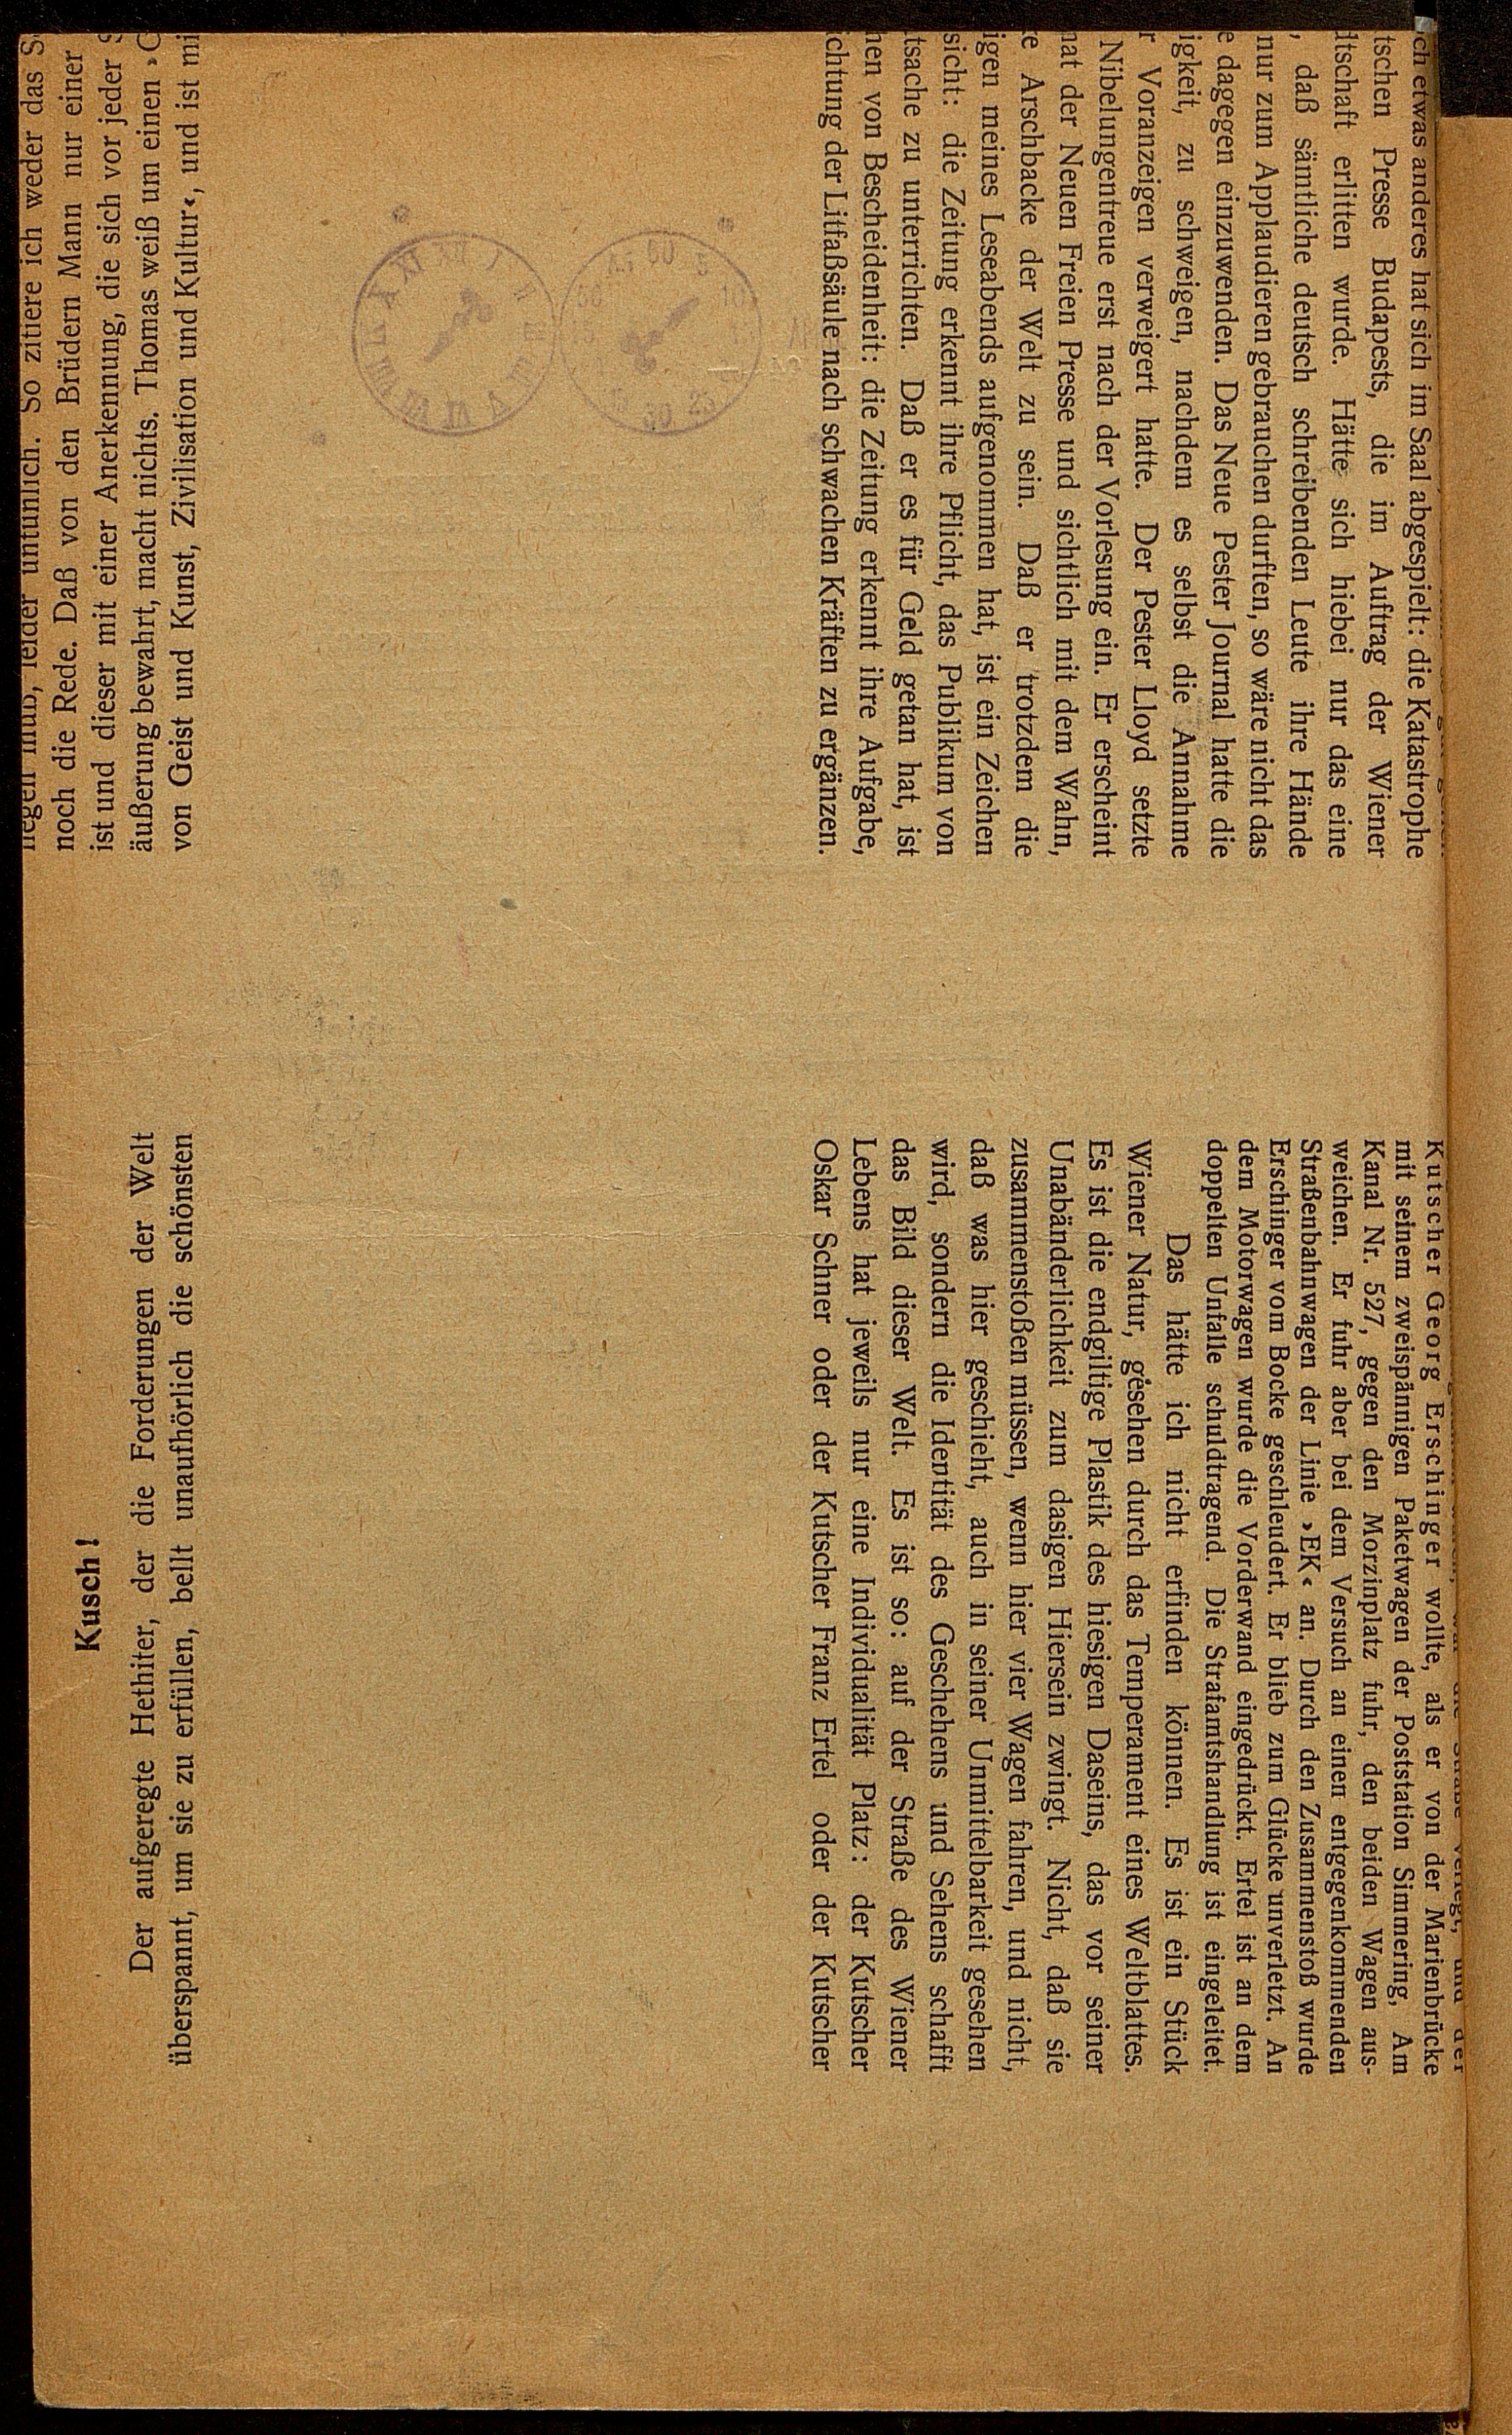 ch etwas anderes hat sich im Saal abgespielt: die Katastrophe
tschen Presse Budapests, die im Auftrag der Wiener
dtschaft erlitten wurde. Hätte sich hiebei nur das eine
, daß sämtliche deutsch schreibenden Leute ihre Hände
nur zum Applaudieren gebrauchen durften, so wäre nicht das
e dagegen einzuwenden. Das Neue Pester Journal hatte die
igkeit, zu schweigen, nachdem es selbst die Annahme
r Voranzeigen verweigert hatte. Der Pester Lloyd setzte
Nibelungentreue erst nach der Vorlesung ein. Er erscheint
nat der Neuen Freien Presse und sichtlich mit dem Wahn,
e Arschbacke der Welt zu sein. Daß er trotzdem die
igen meines Leseabends aufgenommen hat, ist ein Zeichen
sicht: die Zeitung erkennt ihre Pflicht, das Publikum von
tsache zu unterrichten. Daß er es für Geld getan hat, ist
hen von Bescheidenheit: die Zeitung erkennt ihre Aufgabe,
chtung der Litfaßsäule nach schwachen Kräften zu ergänzen.
Kutscher Georg Erschinger wollte, als er von der Marienbrücke
mit seinem zweispännigen Paketwagen der Poststation Simmering, Am
Kanal Nr. 527, gegen den Morzinplatz fuhr, den beiden Wagen aus-
weichen. Er fuhr aber bei dem Versuch an einen entgegenkommenden
Straßenbahnwagen der Linie ›EK‹ an. Durch den Zusammenstoß wurde
Erschinger vom Bocke geschleudert. Er blieb zum Glücke unverletzt. An
dem Motorwagen wurde die Vorderwand eingedrückt. Ertel ist an dem
doppelten Unfalle schuldtragend. Die Strafamtshandlung ist eingeleitet.
Das hätte ich nicht erfinden können. Es ist ein Stück
Wiener Natur, gesehen durch das Temperament eines Weltblattes.
Es ist die endgiltige Plastik des hiesigen Daseins, das vor seiner
Unabänderlichkeit zum dasigen Hiersein zwingt. Nicht, daß sie
zusammenstoßen müssen, wenn hier vier Wagen fahren, und nicht,
daß was hier geschieht, auch in seiner Unmittelbarkeit gesehen
wird, sondern die Identität des Geschehens und Sehens schafft
das Bild dieser Welt. Es ist so: auf der Straße des Wiener
Lebens hat jeweils nur eine Individualität Platz: der Kutscher
Oskar Schner oder der Kutscher Franz Ertel oder der Kutscher
Kusch!
Der aufgeregte Hethiter, der die Forderungen der Welt
überspannt, um sie zu erfüllen, bellt unaufhörlich die schönsten
leider untunlich. So zitiere ich weder das S
noch die Rede. Daß von den Brüdern Mann nur einer
ist und dieser mit einer Anerkennung, die sich vor jeder S
äußerung bewahrt, macht nichts. Thomas weiß um einen ›C
von Geist und Kunst, Zivilisation und Kultur‹, und ist mi